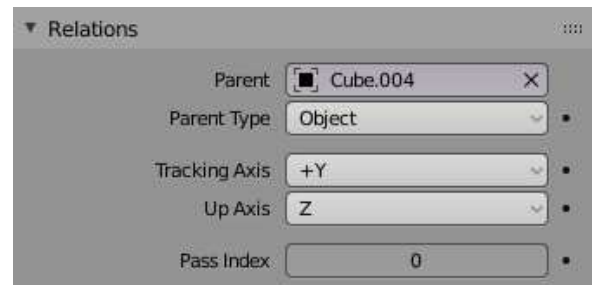 Relations
Parent Cube.004
Parent Type Object
Tracking Axis +Y
Up Axis Z
Pass Index 0